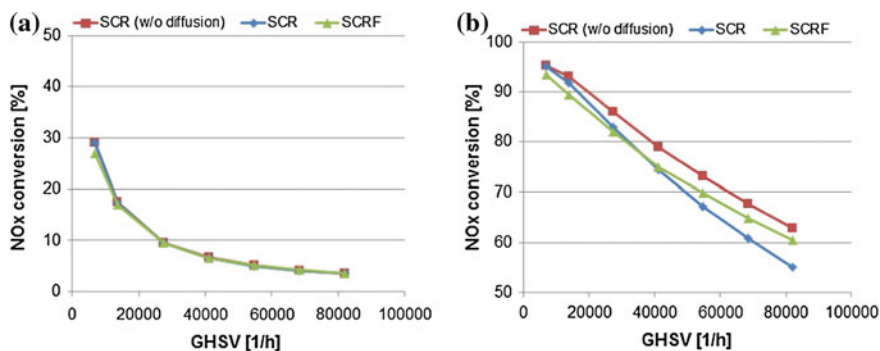 (a)
SCR (w/o diffusion) SCR SCRF
50
40
30
20
10
0
NOx conversion [%]
0 20000 40000 60000 80000 100000
GHSV [1/h]
(b)
SCR (w/o diffusion) SCR SCRF
100
90
80
70
60
50
NOx conversion [%]
0 20000 40000 60000 80000 100000
GHSV [1/h]